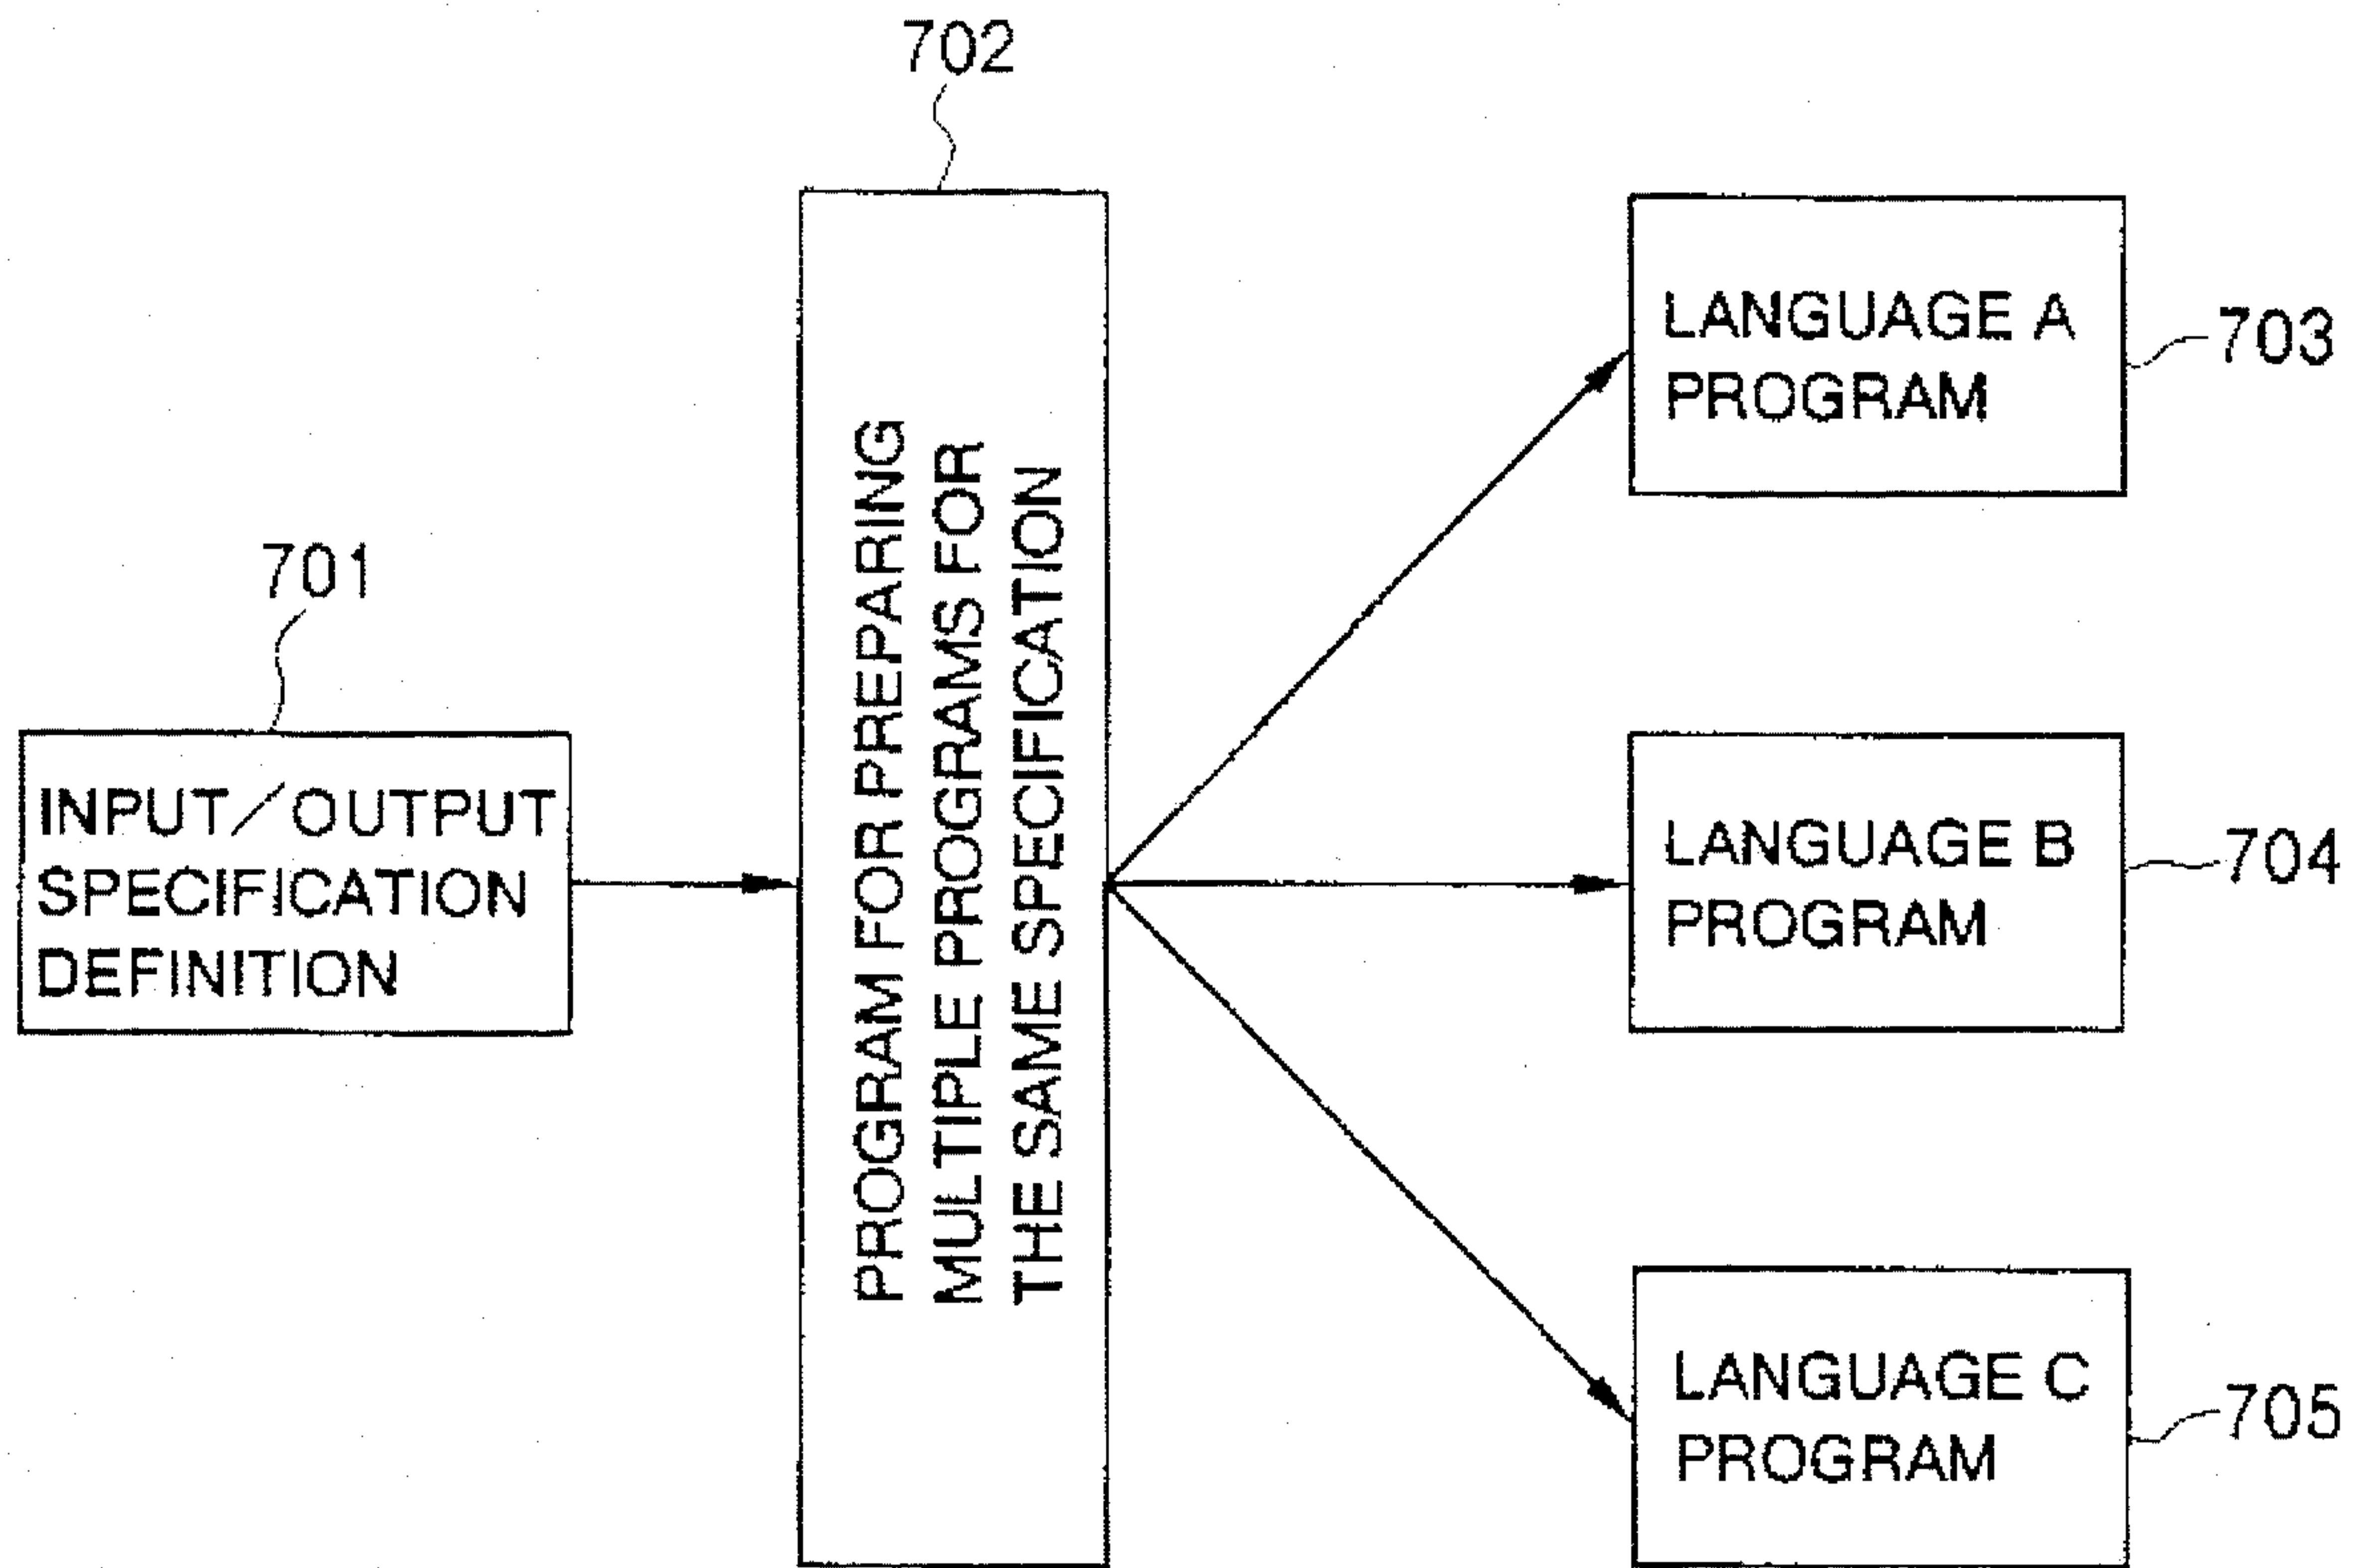 702
701
INPUT/OUTPUT
SPECIFICATION
DEFINITION
PROGRAM FOR PREPARING
MULTIPLE PROGRAMS FOR
THE SAME SPECIFICATION
LANGUAGE A
PROGRAM
703
LANGUAGE B
PROGRAM
704
LANGUAGE C
PROGRAM
705